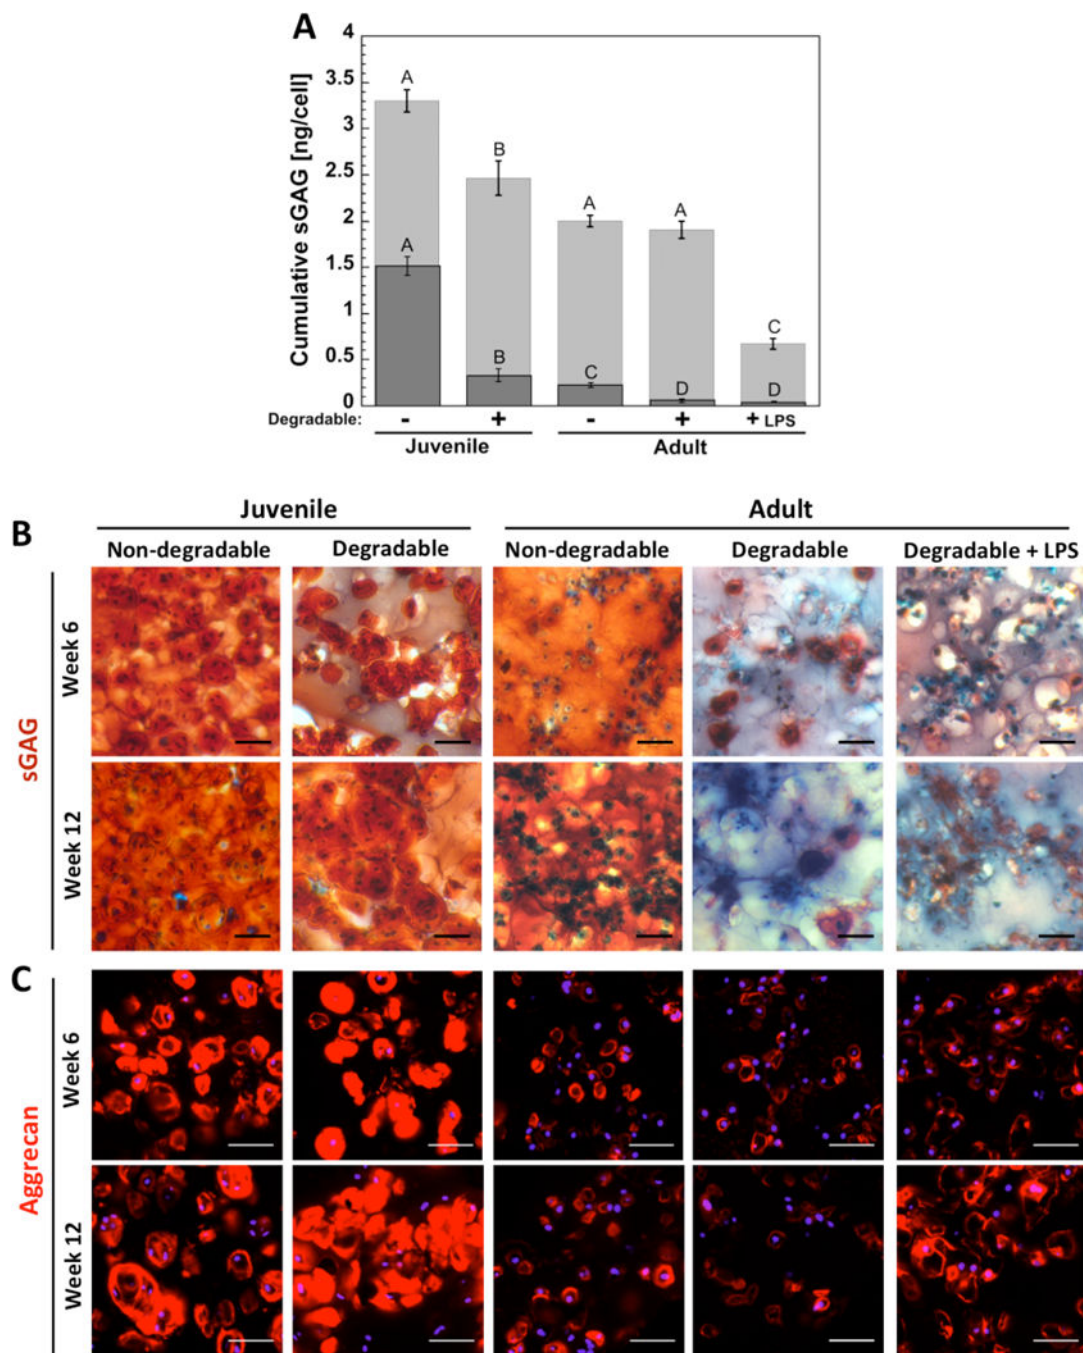 A
Cumulative sGAG [ng/cell]
4
3.5
3
2.5
2
1.5
1
0.5
0
A
A
B
B
A
C
A
D
C
D
Degradable: - + - + + LPS
Juvenile Adult
B
Juvenile Adult
Non-degradable Degradable Non-degradable Degradable Degradable + LPS
sGAG
Week 6
Week 12
C
Aggrecan
Week 6
Week 12